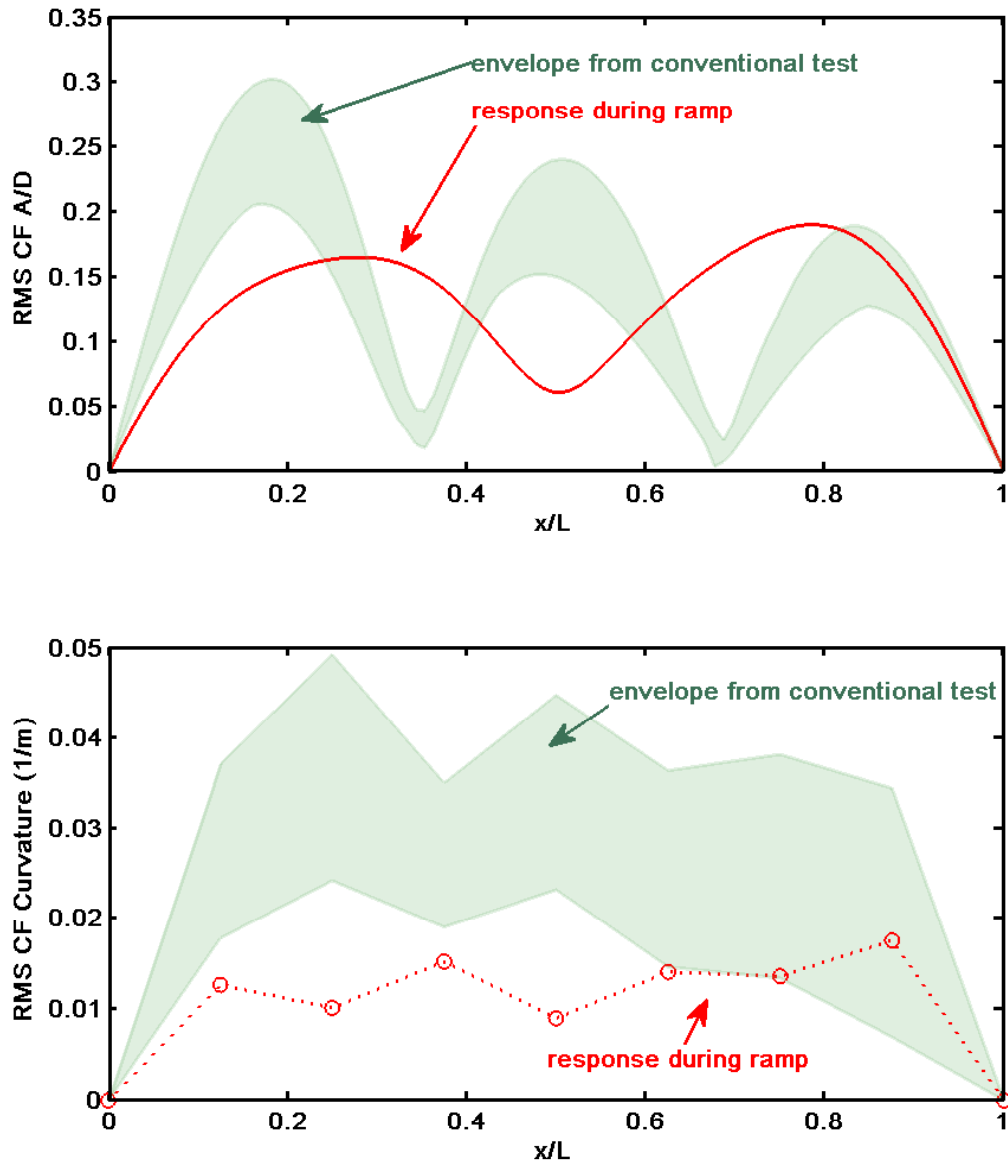 0.35
envelope from conventional test
0.3
response during ramp
0.25
0.2
0.15
0.1
0.05
0
RMS CF A/D
0 0.2 0.4 0.6 0.8 1
x/L
0.05
envelope from conventional test
0.04
0.03
0.02
0.01
response during ramp
0
RMS CF Curvature (1/m)
0 0.2 0.4 0.6 0.8 1
x/L